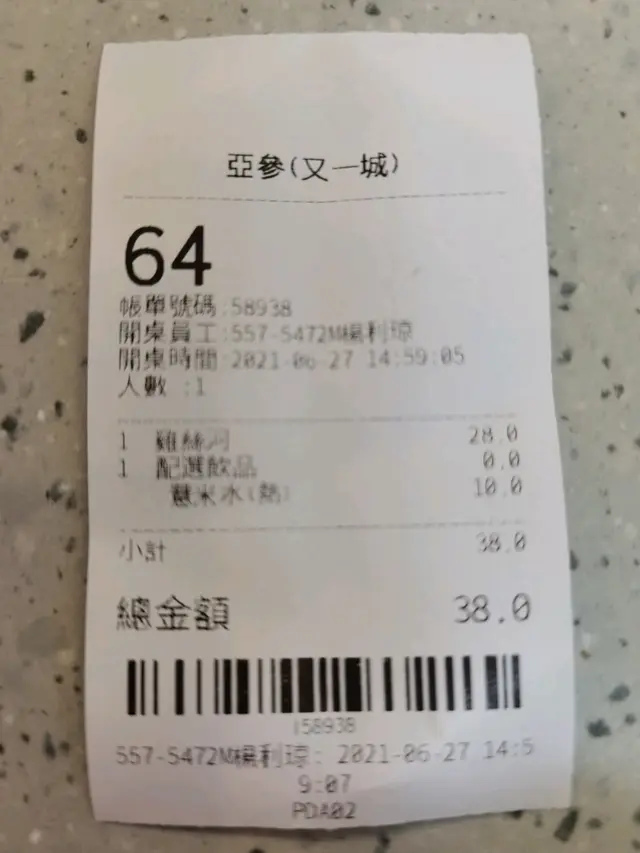 亞參(又一城)
64
帳單號碼:58938
開桌員工:557-5472M楊利琼
開桌時間:2021-06-27 14:59:05
人數 :1
1 雞絲河 28.0
1 配選飲品 0.0
薏米水(熱) 10.0
小計 38.0
總金額 38.0
158938
557-5472M楊利琼: 2021-06-27 14:5
9:07
PDA02